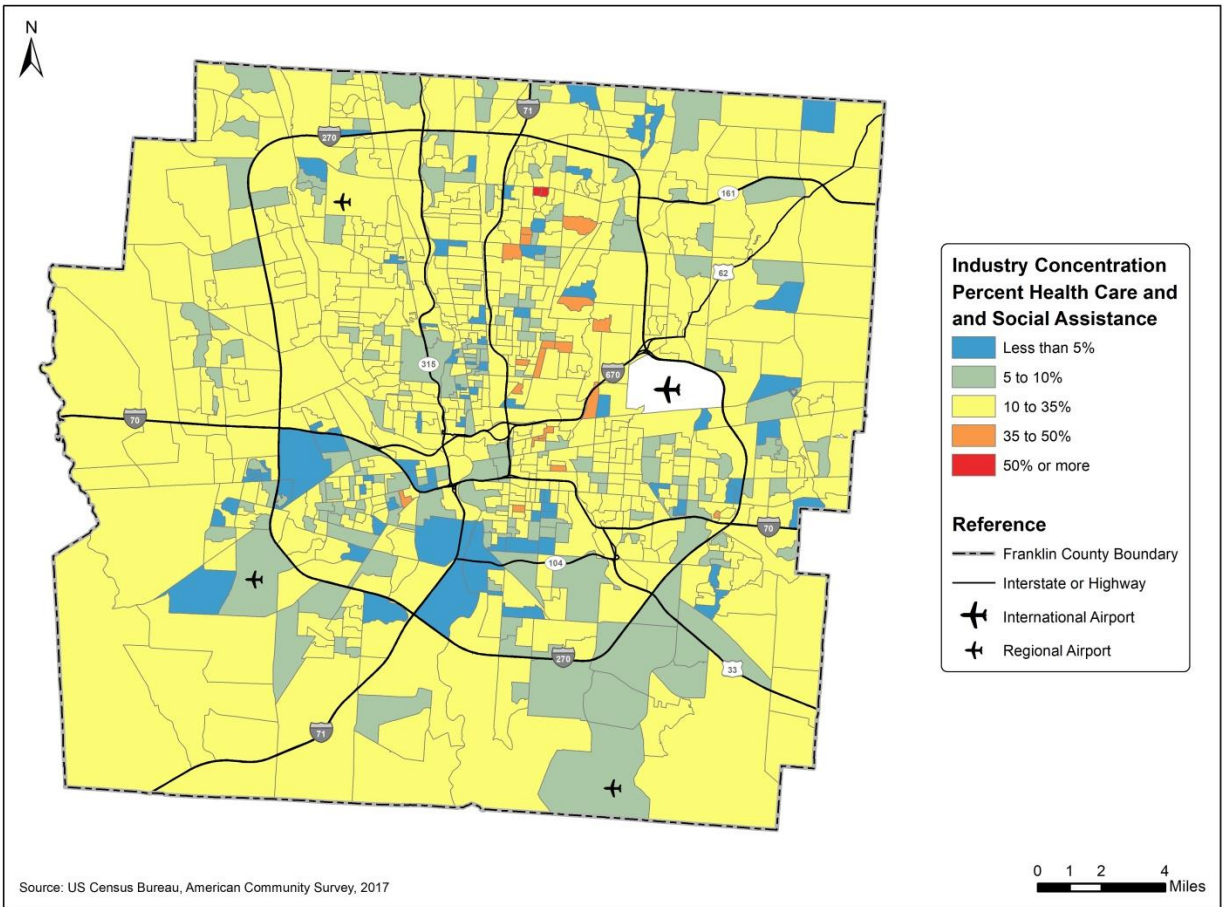 N
71
270
161
62
315
670
70
70
104
270
33
71
Industry Concentration
Percent Health Care and
and Social Assistance
Less than 5%
5 to 10%
10 to 35%
35 to 50%
50% or more
Reference
Franklin County Boundary
Interstate or Highway
International Airport
Regional Airport
Source: US Census Bureau, American Community Survey, 2017
0 1 2 4
Miles